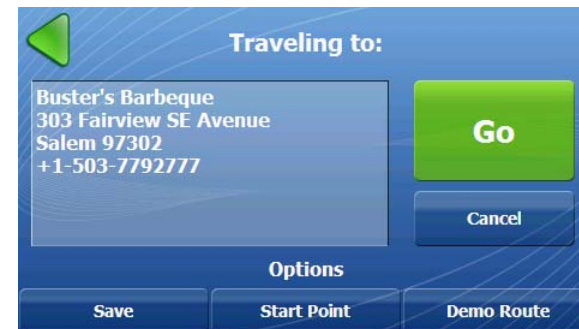 Traveling to:
Buster's Barbeque
303 Fairview SE Avenue
Salem 97302
+1-503-7792777
Go
Cancel
Options
Save
Start Point
Demo Route